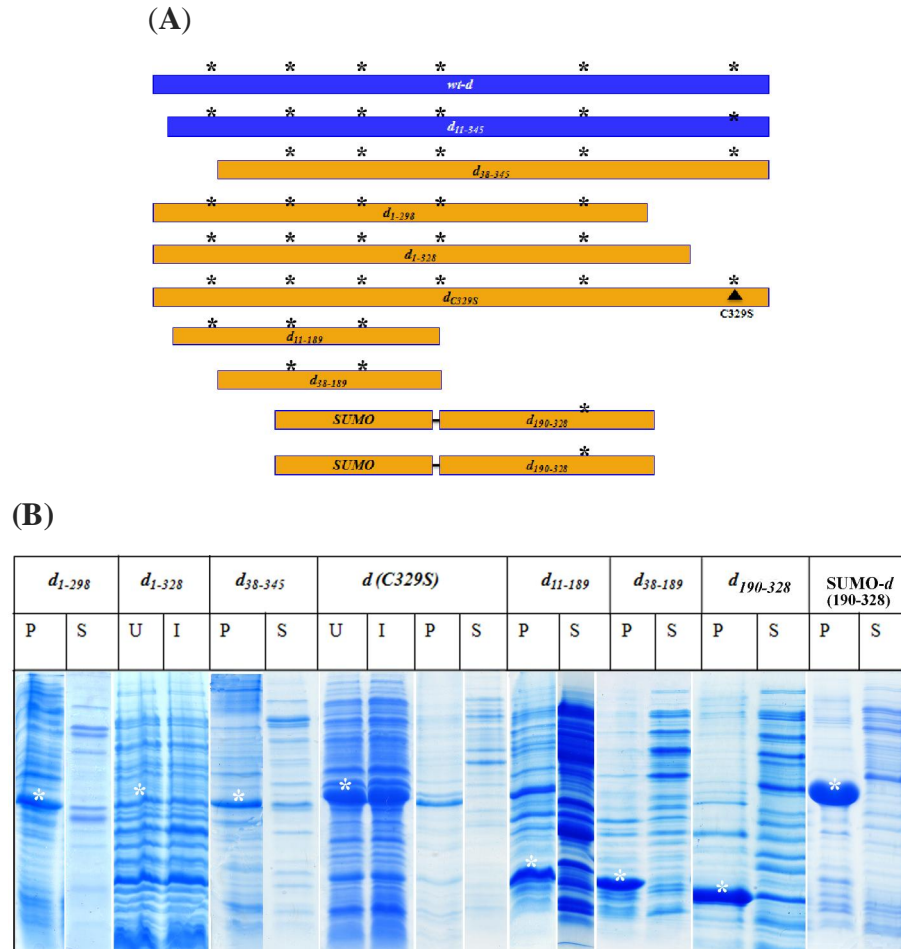 (A)
* * * * * *
wt-d
* * * * * *
d11-345
* * * * *
d38-345
* * * * *
d1-298
* * * * *
d1-328
* * * * * *
dC329S
C329S
* * *
d11-189
* *
d38-189
*
SUMO d190-328
*
SUMO d190-328
(B)
d1-298 d1-328 d38-345 d (C329S) d11-189 d38-189 d190-328 SUMO-d
(190-328)
P S U I P S U I P S P S P S P S P S
* * * * * * * *